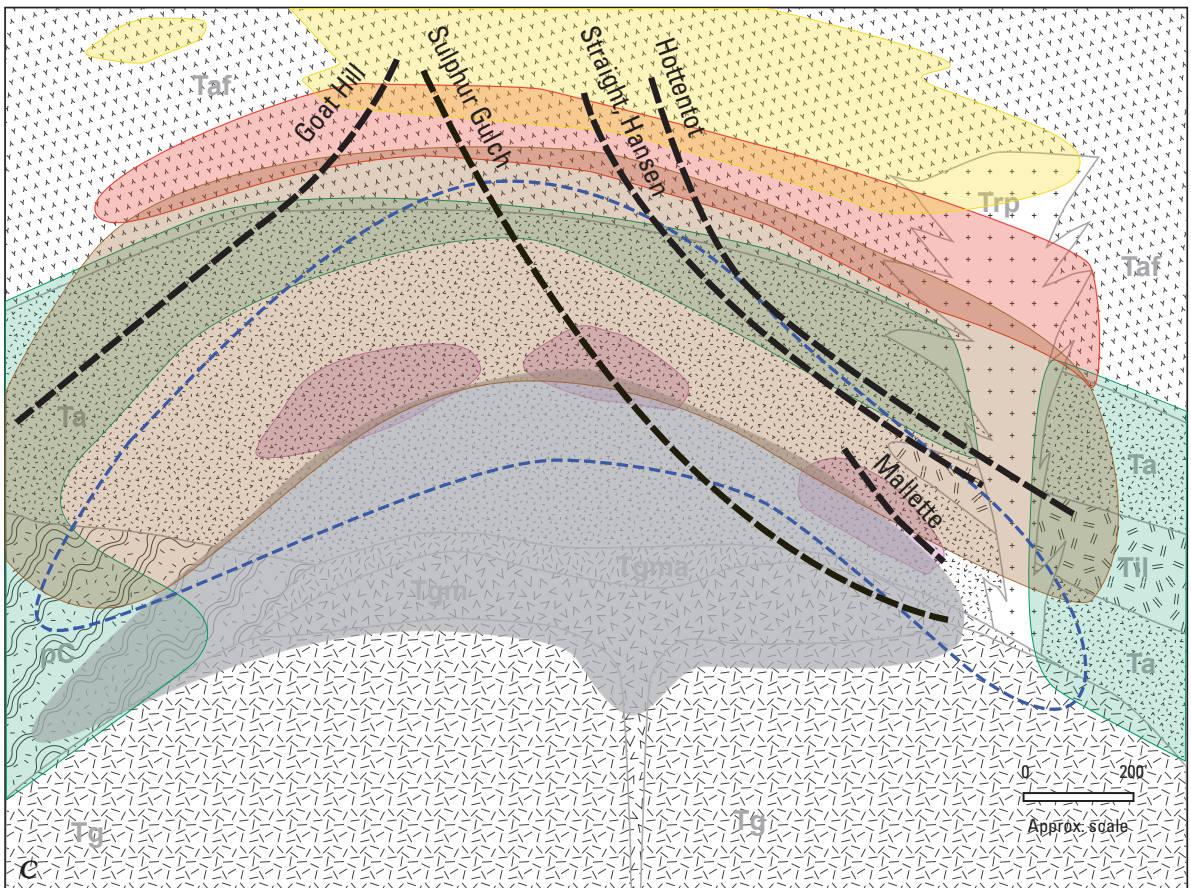 Taf
Goat Hill
Sulphur Gulch
Straight, Hansen
Hottentot
Trp
Taf
Ta
Ta
Mallette
Tgm
Tgma
Til
pC
Ta
Tg
Tg
0 200'
Approx. scale
C